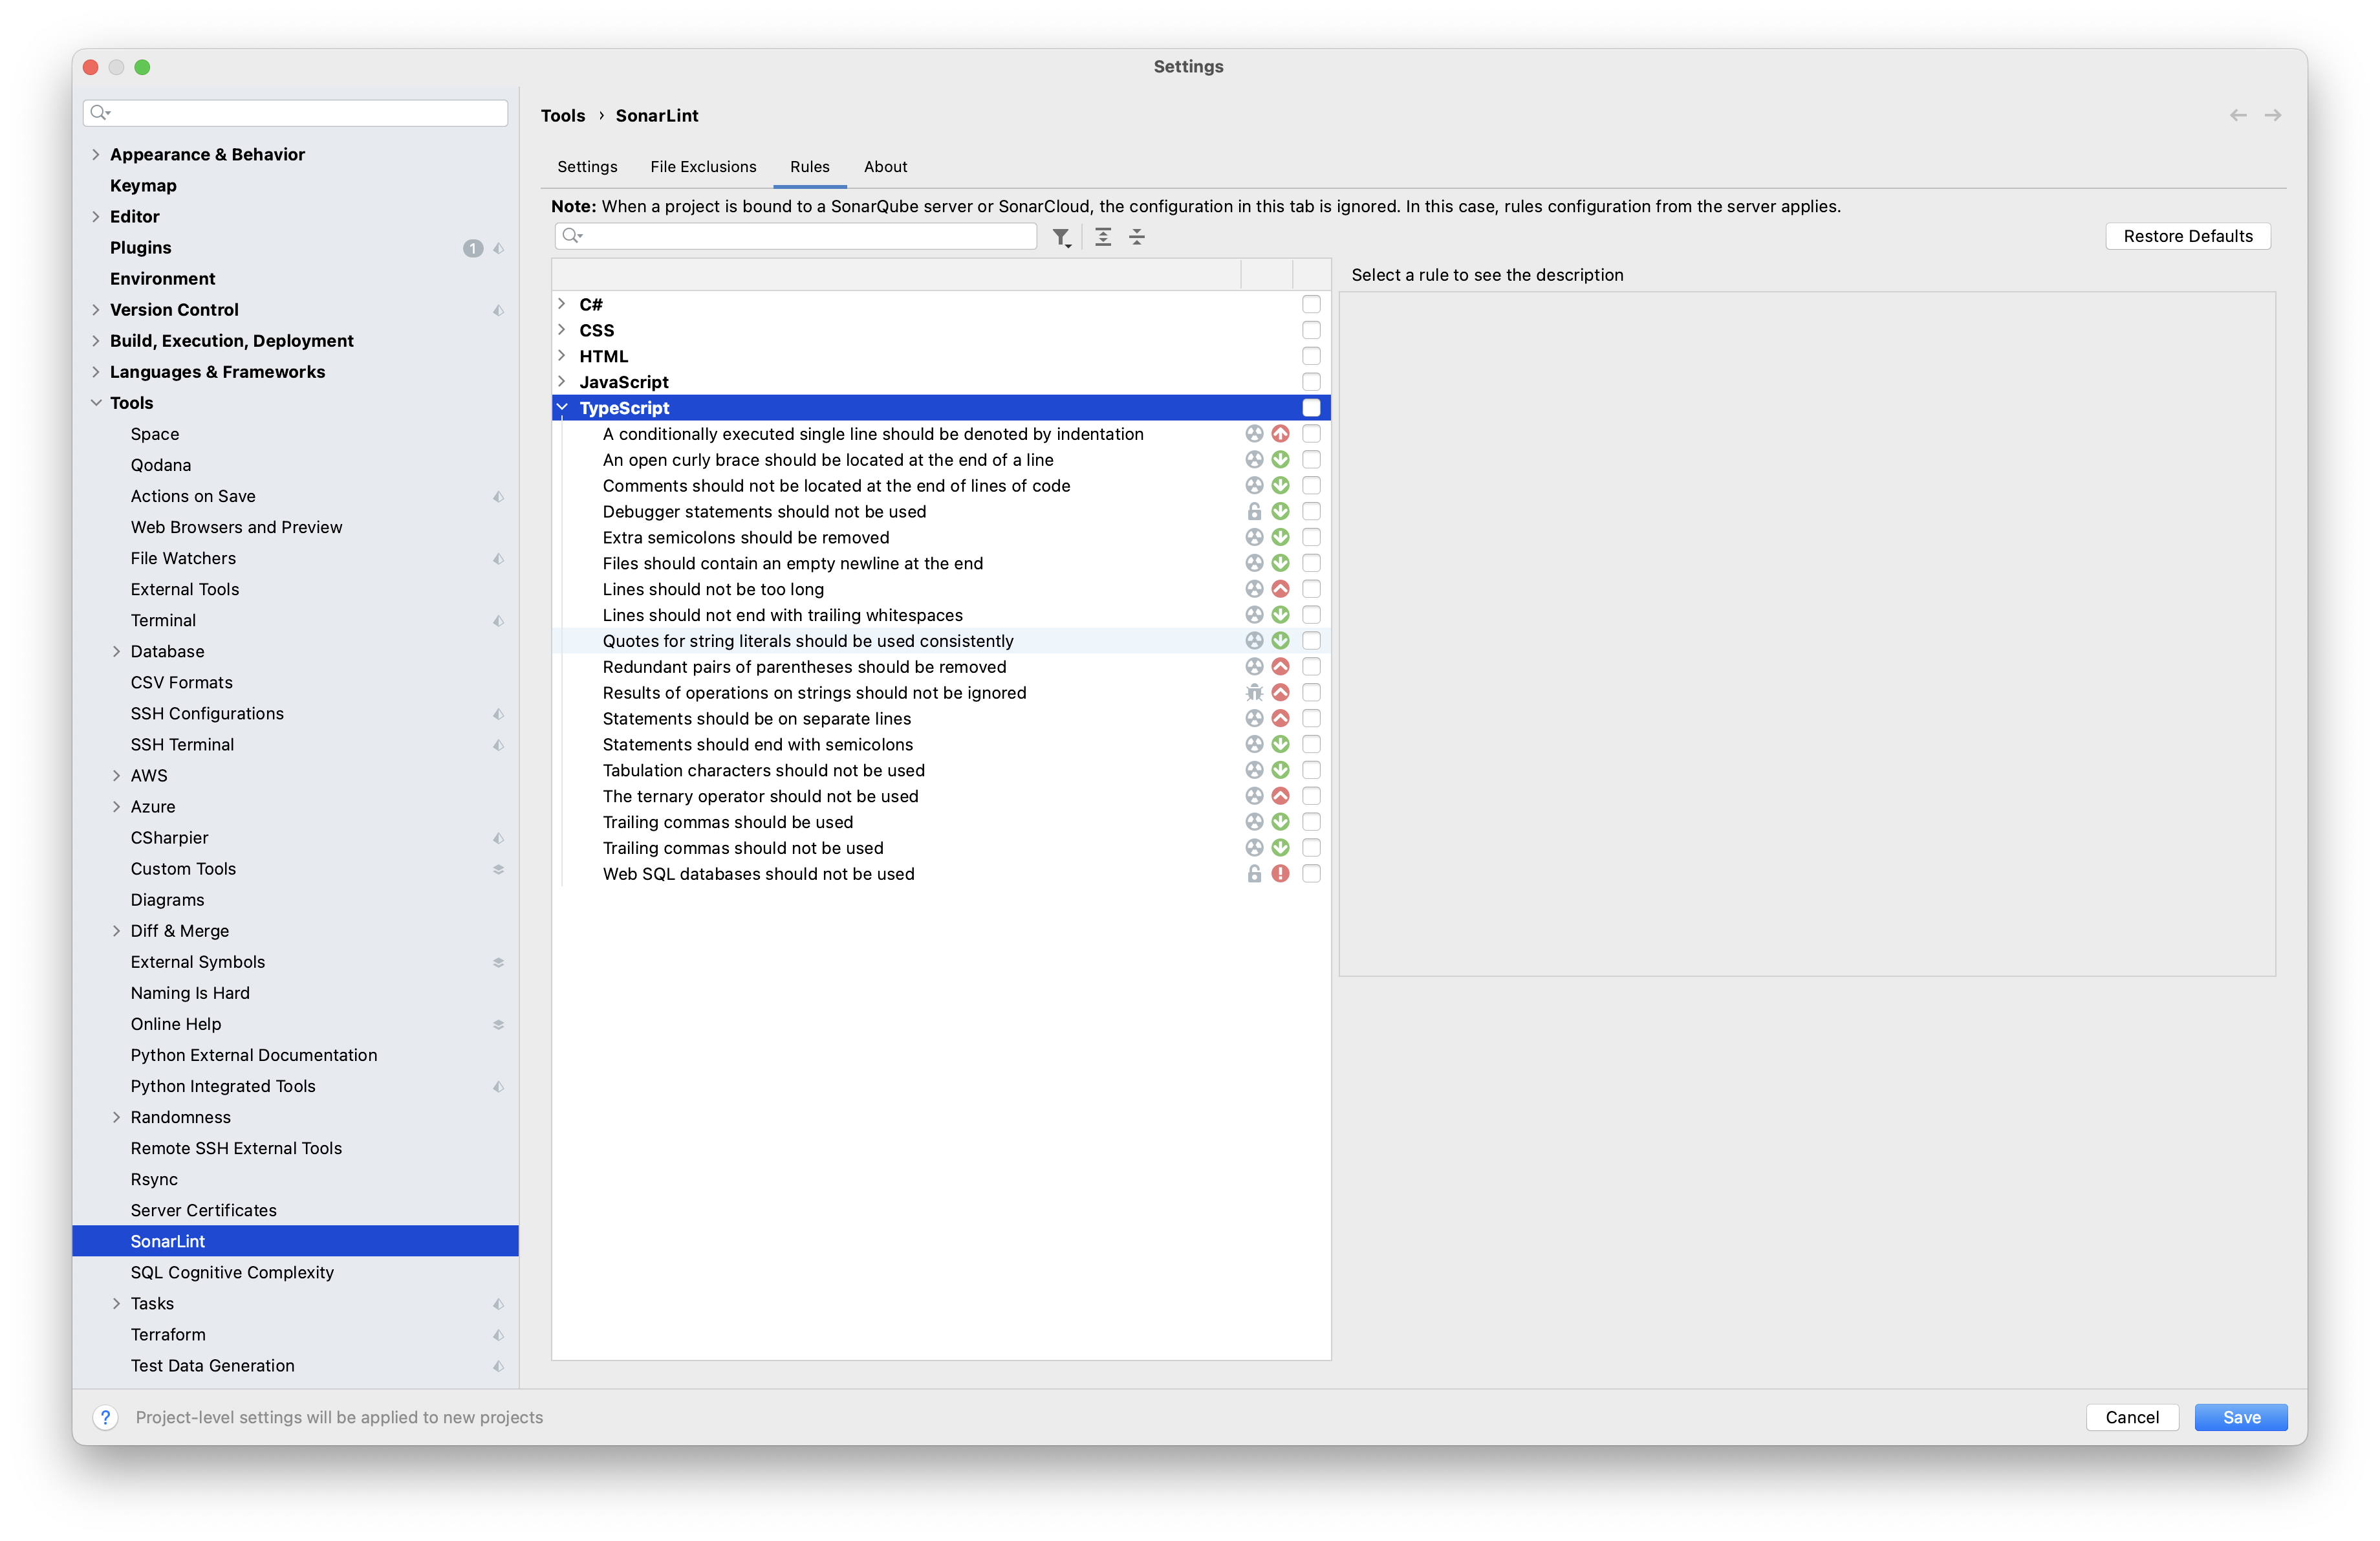 Settings
Appearance & Behavior
Keymap
Editor
Plugins 1
Environment
Version Control
Build, Execution, Deployment
Languages & Frameworks
Tools
Space
Qodana
Actions on Save
Web Browsers and Preview
File Watchers
External Tools
Terminal
Database
CSV Formats
SSH Configurations
SSH Terminal
AWS
Azure
CSharpier
Custom Tools
Diagrams
Diff & Merge
External Symbols
Naming Is Hard
Online Help
Python External Documentation
Python Integrated Tools
Randomness
Remote SSH External Tools
Rsync
Server Certificates
SonarLint
SQL Cognitive Complexity
Tasks
Terraform
Test Data Generation
Tools › SonarLint
Settings File Exclusions Rules About
Note: When a project is bound to a SonarQube server or SonarCloud, the configuration in this tab is ignored. In this case, rules configuration from the server applies.
Restore Defaults
C#
CSS
HTML
JavaScript
TypeScript
A conditionally executed single line should be denoted by indentation
An open curly brace should be located at the end of a line
Comments should not be located at the end of lines of code
Debugger statements should not be used
Extra semicolons should be removed
Files should contain an empty newline at the end
Lines should not be too long
Lines should not end with trailing whitespaces
Quotes for string literals should be used consistently
Redundant pairs of parentheses should be removed
Results of operations on strings should not be ignored
Statements should be on separate lines
Statements should end with semicolons
Tabulation characters should not be used
The ternary operator should not be used
Trailing commas should be used
Trailing commas should not be used
Web SQL databases should not be used
Select a rule to see the description
? Project-level settings will be applied to new projects
Cancel Save